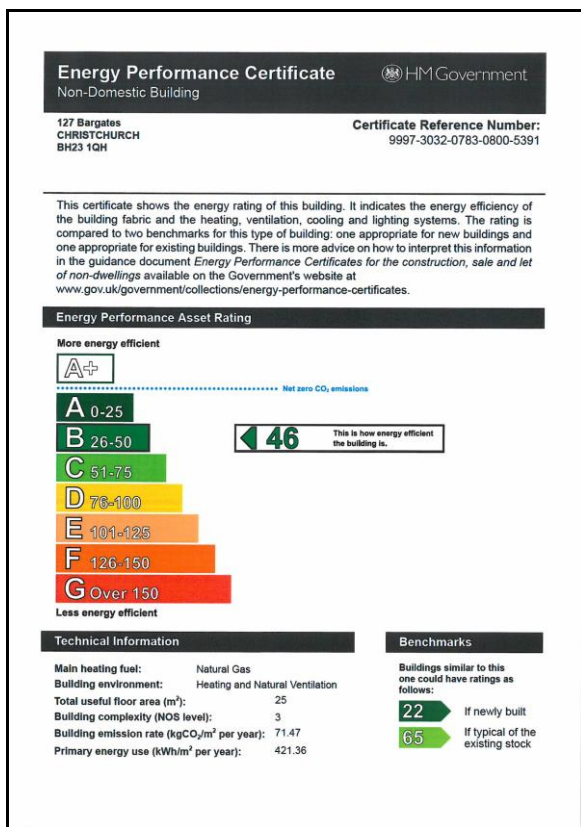 Energy Performance Certificate
Non-Domestic Building
HM Government
127 Bargates
CHRISTCHURCH
BH23 1QH
Certificate Reference Number:
9997-3032-0783-0800-5391
This certificate shows the energy rating of this building. It indicates the energy efficiency of
the building fabric and the heating, ventilation, cooling and lighting systems. The rating is
compared to two benchmarks for this type of building: one appropriate for new buildings and
one appropriate for existing buildings. There is more advice on how to interpret this information
in the guidance document Energy Performance Certificates for the construction, sale and let
of non-dwellings available on the Government's website at
www.gov.uk/government/collections/energy-performance-certificates.
Energy Performance Asset Rating
More energy efficient
A+
Net zero CO₂ emissions
A 0-25
B 26-50
46
This is how energy efficient
the building is.
C 51-75
D 76-100
E 101-125
F 126-150
G Over 150
Less energy efficient
Technical Information
Main heating fuel: Natural Gas
Building environment: Heating and Natural Ventilation
Total useful floor area (m²): 25
Building complexity (NOS level): 3
Building emission rate (kgCO₂/m² per year): 71.47
Primary energy use (kWh/m² per year): 421.36
Benchmarks
Buildings similar to this
one could have ratings as
follows:
22 If newly built
65 If typical of the
existing stock